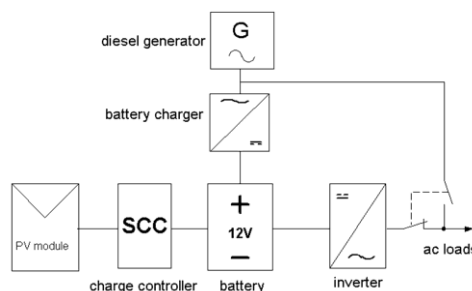 G
diesel generator
battery charger
PV module
SCC
+
12V
−
ac loads
charge controller
battery
inverter